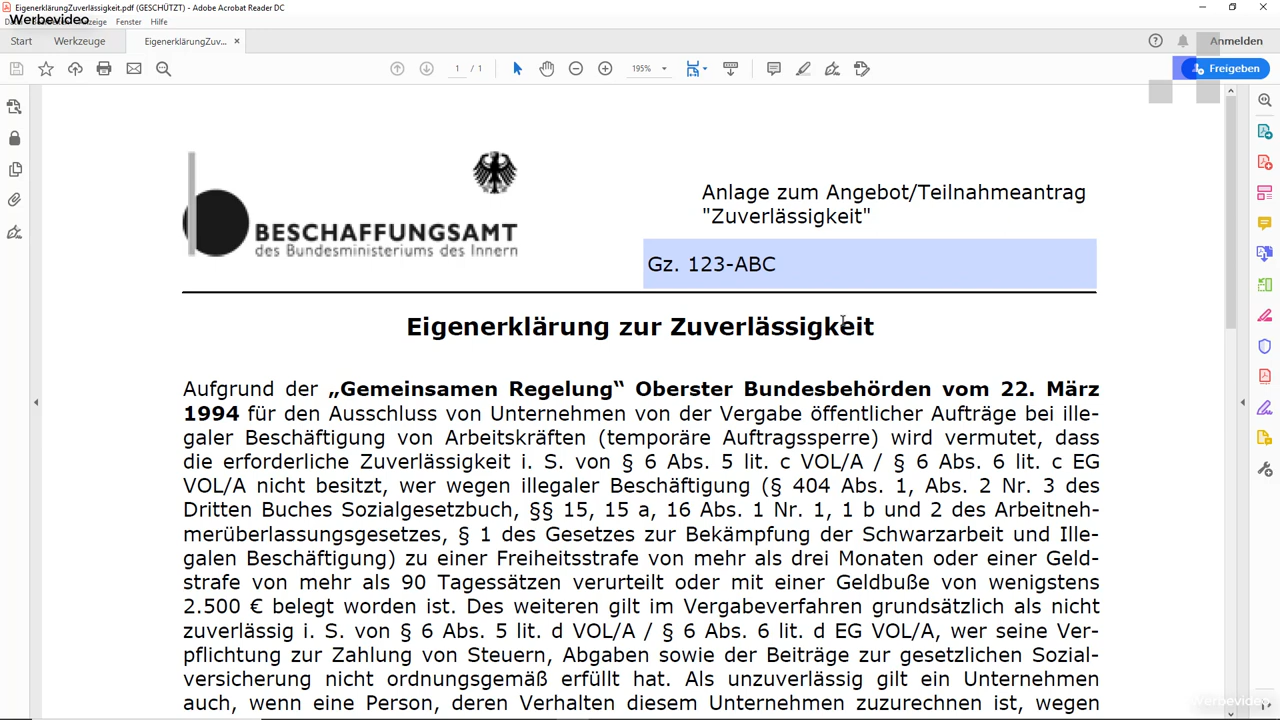 EigenerklärungZuverlässigkeit.pdf (GESCHÜTZT) - Adobe Acrobat Reader DC
Werbevideo
Fenster Hilfe
Start Werkzeuge EigenerklärungZuv... ×
Anmelden
1 / 1 195% Freigeben
BESCHAFFUNGSAMT
des Bundesministeriums des Innern
Anlage zum Angebot/Teilnahmeantrag
"Zuverlässigkeit"
Gz. 123-ABC
Eigenerklärung zur Zuverlässigkeit
Aufgrund der „Gemeinsamen Regelung“ Oberster Bundesbehörden vom 22. März
1994 für den Ausschluss von Unternehmen von der Vergabe öffentlicher Aufträge bei ille-
galer Beschäftigung von Arbeitskräften (temporäre Auftragssperre) wird vermutet, dass
die erforderliche Zuverlässigkeit i. S. von § 6 Abs. 5 lit. c VOL/A / § 6 Abs. 6 lit. c EG
VOL/A nicht besitzt, wer wegen illegaler Beschäftigung (§ 404 Abs. 1, Abs. 2 Nr. 3 des
Dritten Buches Sozialgesetzbuch, §§ 15, 15 a, 16 Abs. 1 Nr. 1, 1 b und 2 des Arbeitneh-
merüberlassungsgesetzes, § 1 des Gesetzes zur Bekämpfung der Schwarzarbeit und Ille-
galen Beschäftigung) zu einer Freiheitsstrafe von mehr als drei Monaten oder einer Geld-
strafe von mehr als 90 Tagessätzen verurteilt oder mit einer Geldbuße von wenigstens
2.500 € belegt worden ist. Des weiteren gilt im Vergabeverfahren grundsätzlich als nicht
zuverlässig i. S. von § 6 Abs. 5 lit. d VOL/A / § 6 Abs. 6 lit. d EG VOL/A, wer seine Ver-
pflichtung zur Zahlung von Steuern, Abgaben sowie der Beiträge zur gesetzlichen Sozial-
versicherung nicht ordnungsgemäß erfüllt hat. Als unzuverlässig gilt ein Unternehmen
auch, wenn eine Person, deren Verhalten diesem Unternehmen zuzurechnen ist, wegen
Werbevideo